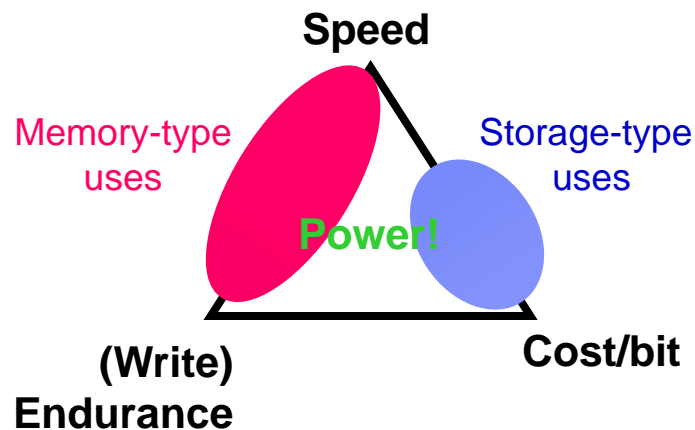 Speed
Memory-type
uses
Storage-type
uses
Power!
(Write)
Endurance
Cost/bit